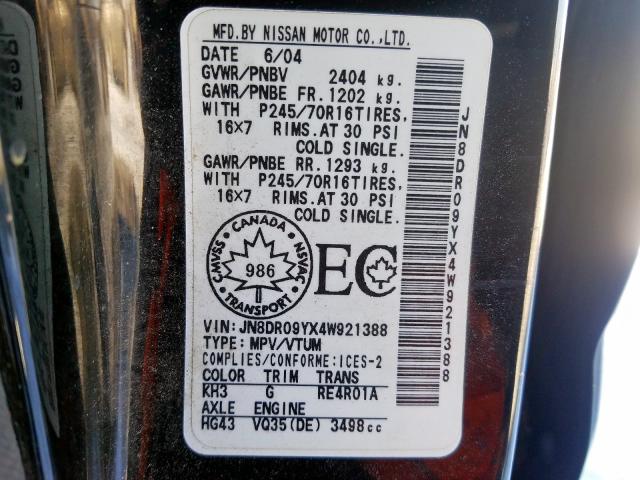 MFD.BY NISSAN MOTOR CO.,LTD.
DATE 6/04
GVWR/PNBV 2404 kg.
GAWR/PNBE FR.1202 kg.
WITH P245/70R16TIRES,
16×7 RIMS.AT 30 PSI
COLD SINGLE.
GAWR/PNBE RR.1293 kg.
WITH P245/70R16TIRES,
16×7 RIMS.AT 30 PSI
COLD SINGLE.
CANADA
CMVSS
NSVAC
986
TRANSPORT
EC
VIN: JN8DR09YX4W921388
TYPE: MPV/VTUM
COMPLIES/CONFORME:ICES-2
COLOR TRIM TRANS
KH3 G RE4R01A
AXLE ENGINE
HG43 VQ35(DE) 3498cc
JN8DR09YX4W921388